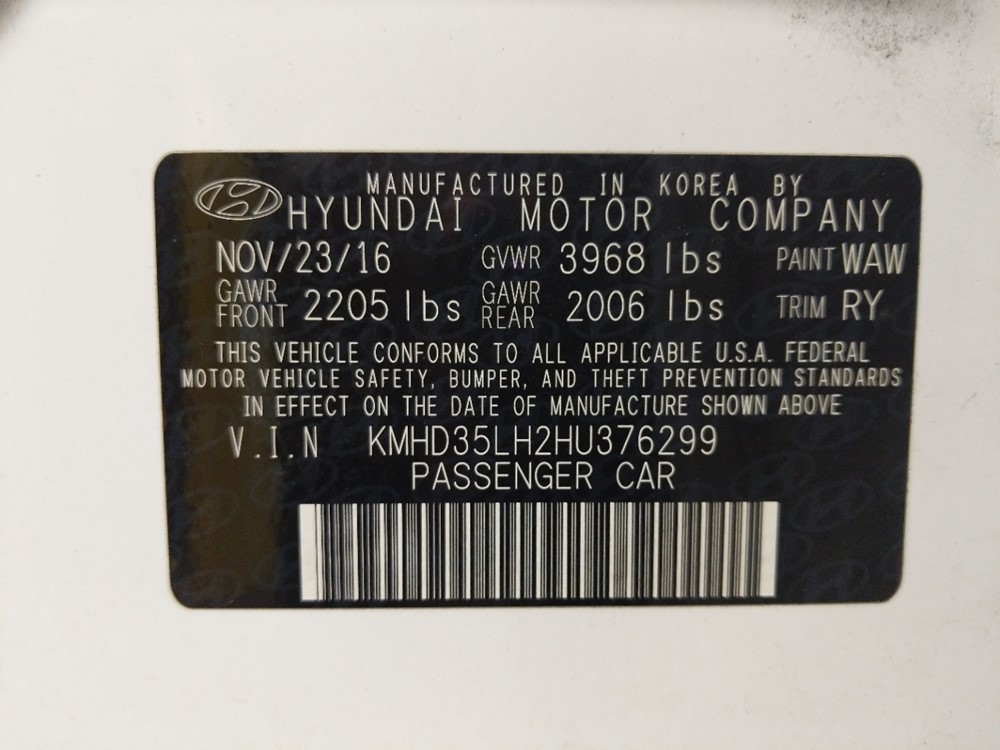 MANUFACTURED IN KOREA BY
HYUNDAI MOTOR COMPANY
NOV/23/16 GVWR 3968 lbs PAINT WAW
GAWR FRONT 2205 lbs GAWR REAR 2006 lbs TRIM RY
THIS VEHICLE CONFORMS TO ALL APPLICABLE U.S.A. FEDERAL
MOTOR VEHICLE SAFETY, BUMPER, AND THEFT PREVENTION STANDARDS
IN EFFECT ON THE DATE OF MANUFACTURE SHOWN ABOVE
V.I.N KMHD35LH2HU376299
PASSENGER CAR